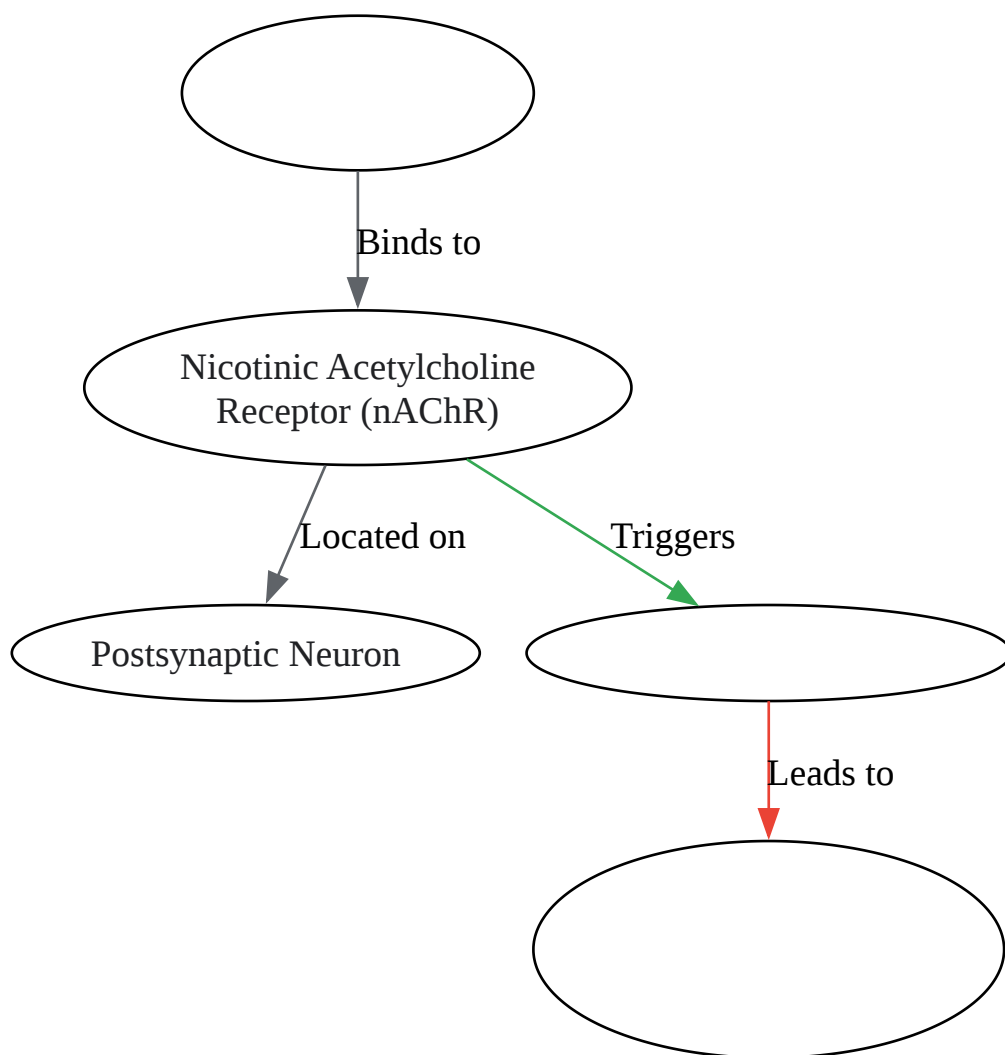 Binds to
Nicotinic Acetylcholine
Receptor (nAChR)
Located on
Triggers
Postsynaptic Neuron
Leads to